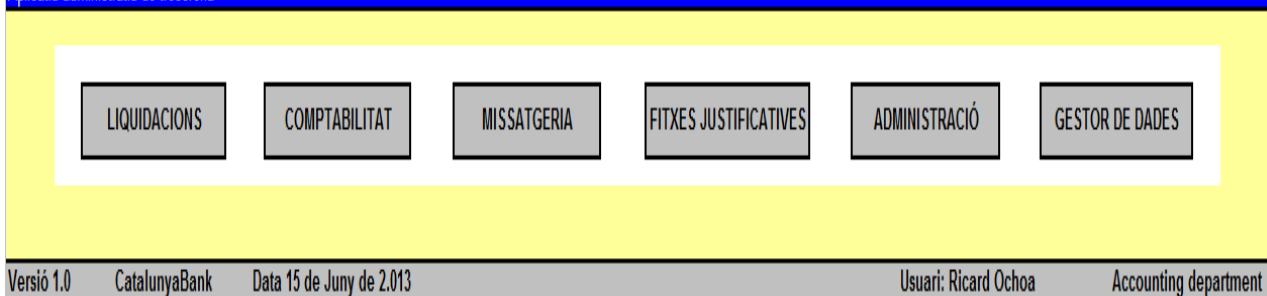 LIQUIDACIONS COMPTABILITAT MISSATGERIA FITXES JUSTIFICATIVES ADMINISTRACIÓ GESTOR DE DADES
Versió 1.0 CatalunyaBank Data 15 de Juny de 2.013 Usuari: Ricard Ochoa Accounting department